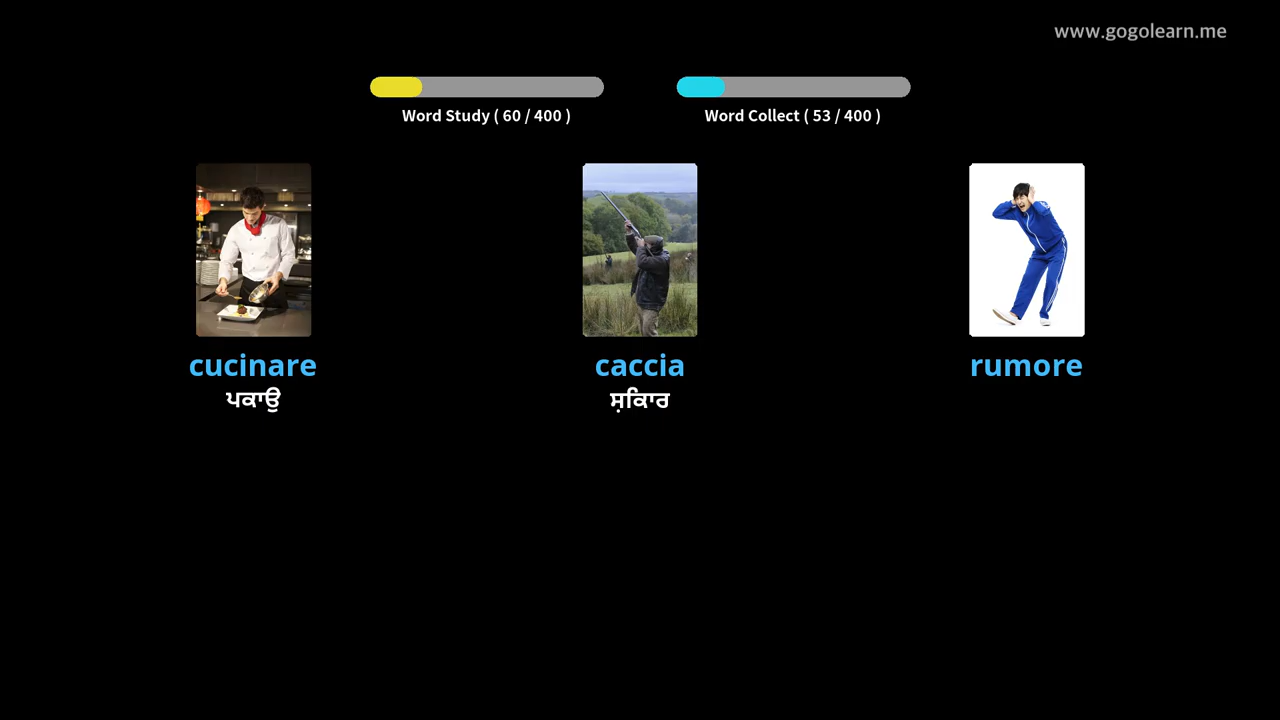 www.gogolearn.me
Word Study ( 60 / 400 )
Word Collect ( 53 / 400 )
cucinare
ਪਕਾਉ
caccia
ਸ਼ਿਕਾਰ
rumore